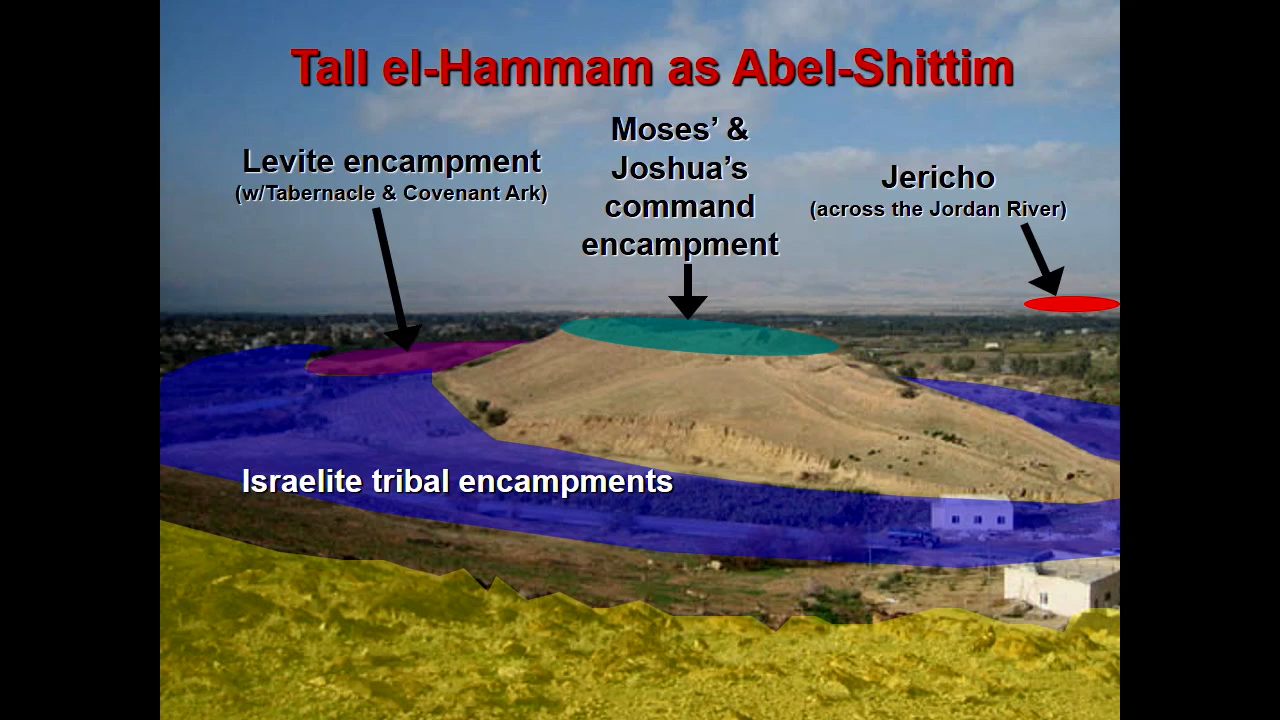 Tall el-Hammam as Abel-Shittim
Levite encampment
(w/Tabernacle & Covenant Ark)
Moses’ &
Joshua’s
command
encampment
Jericho
(across the Jordan River)
Israelite tribal encampments